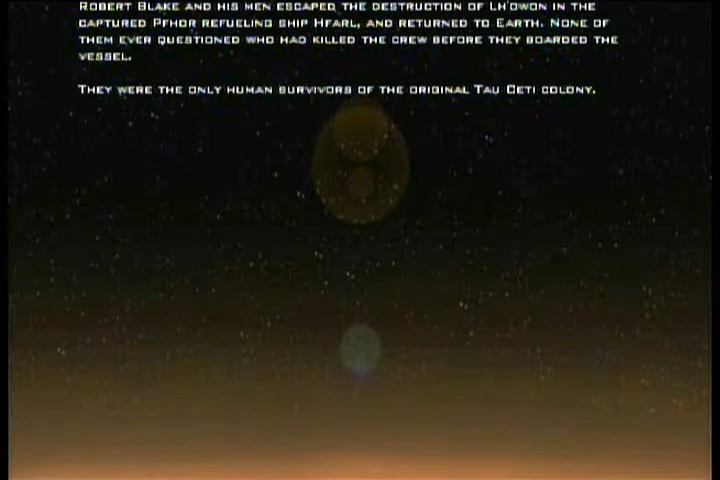 Robert Blake and his men escaped the destruction of Lh'owon in the
captured Pfhor refueling ship Hfarl, and returned to Earth. None of
them ever questioned who had killed the crew before they boarded the
vessel.
They were the only human survivors of the original Tau Ceti colony.